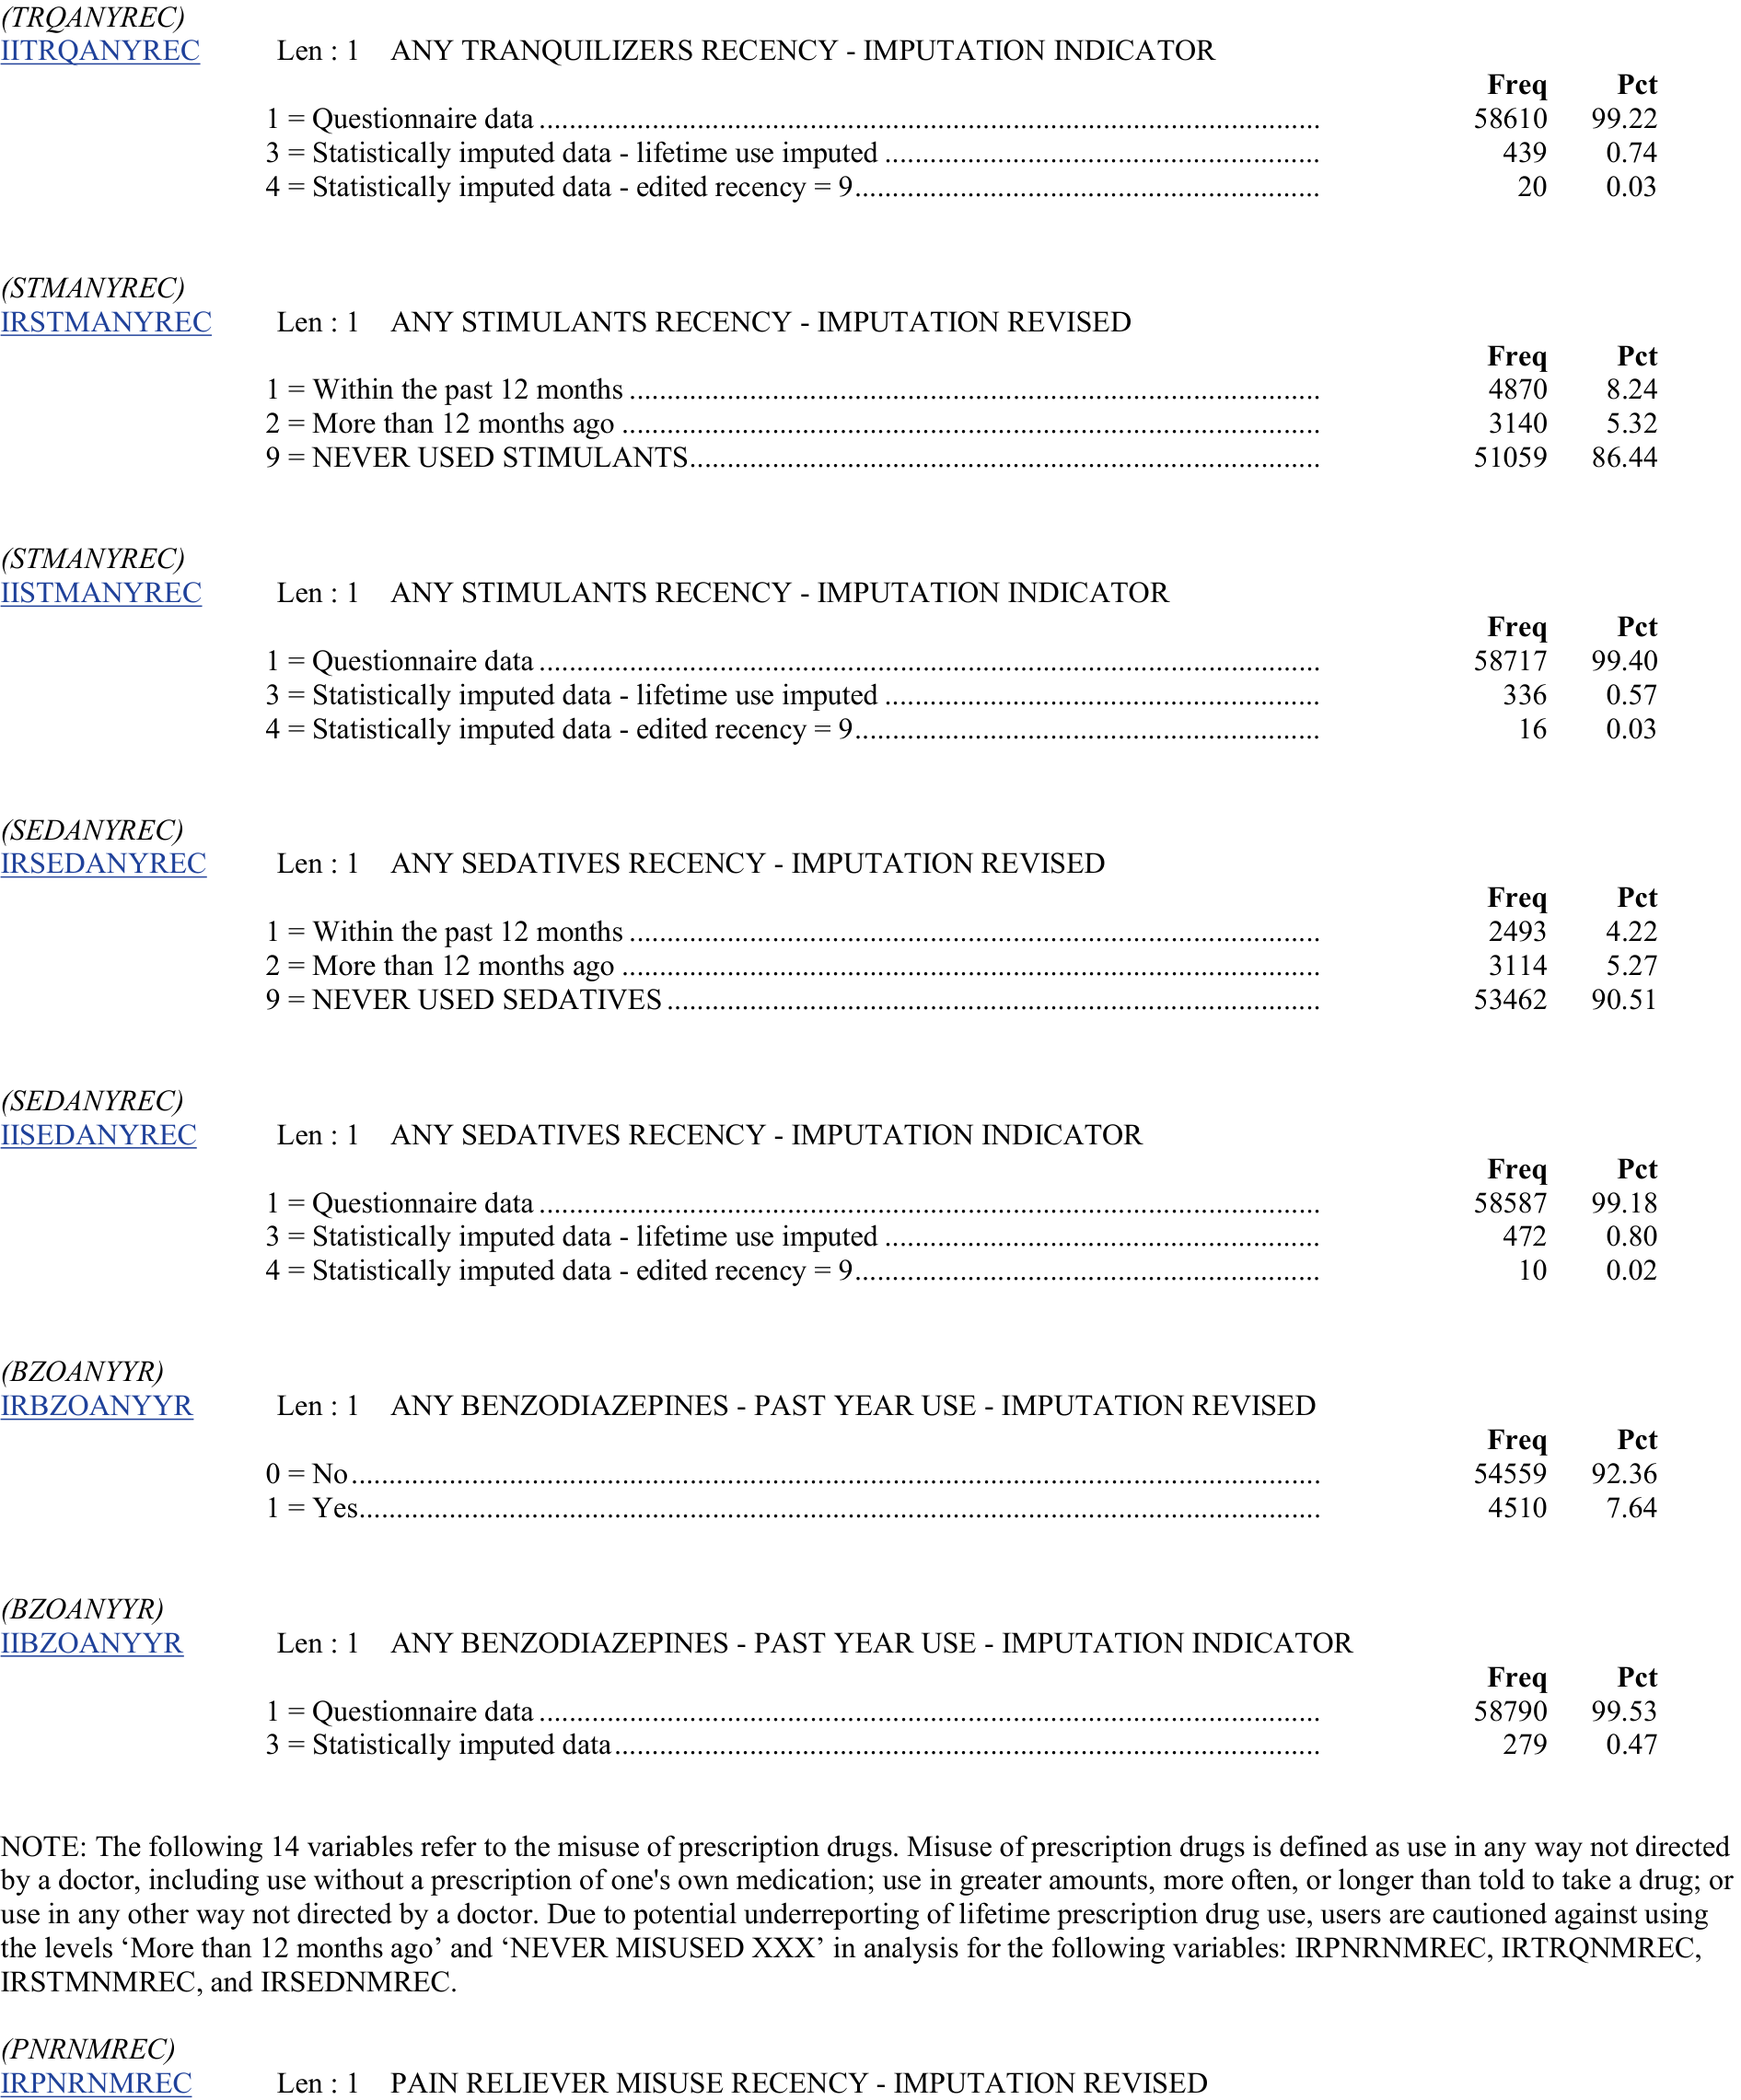 (TRQANYREC)
IITRQANYREC Len : 1 ANY TRANQUILIZERS RECENCY - IMPUTATION INDICATOR
Freq Pct
1 = Questionnaire data ........................................ 58610 99.22
3 = Statistically imputed data - lifetime use imputed ........................................ 439 0.74
4 = Statistically imputed data - edited recency = 9........................................ 20 0.03
(STMANYREC)
IRSTMANYREC Len : 1 ANY STIMULANTS RECENCY - IMPUTATION REVISED
Freq Pct
1 = Within the past 12 months ........................................ 4870 8.24
2 = More than 12 months ago ........................................ 3140 5.32
9 = NEVER USED STIMULANTS........................................ 51059 86.44
(STMANYREC)
IISTMANYREC Len : 1 ANY STIMULANTS RECENCY - IMPUTATION INDICATOR
Freq Pct
1 = Questionnaire data ........................................ 58717 99.40
3 = Statistically imputed data - lifetime use imputed ........................................ 336 0.57
4 = Statistically imputed data - edited recency = 9........................................ 16 0.03
(SEDANYREC)
IRSEDANYREC Len : 1 ANY SEDATIVES RECENCY - IMPUTATION REVISED
Freq Pct
1 = Within the past 12 months ........................................ 2493 4.22
2 = More than 12 months ago ........................................ 3114 5.27
9 = NEVER USED SEDATIVES ........................................ 53462 90.51
(SEDANYREC)
IISEDANYREC Len : 1 ANY SEDATIVES RECENCY - IMPUTATION INDICATOR
Freq Pct
1 = Questionnaire data ........................................ 58587 99.18
3 = Statistically imputed data - lifetime use imputed ........................................ 472 0.80
4 = Statistically imputed data - edited recency = 9........................................ 10 0.02
(BZOANYYR)
IRBZOANYYR Len : 1 ANY BENZODIAZEPINES - PAST YEAR USE - IMPUTATION REVISED
Freq Pct
0 = No........................................ 54559 92.36
1 = Yes........................................ 4510 7.64
(BZOANYYR)
IIBZOANYYR Len : 1 ANY BENZODIAZEPINES - PAST YEAR USE - IMPUTATION INDICATOR
Freq Pct
1 = Questionnaire data ........................................ 58790 99.53
3 = Statistically imputed data........................................ 279 0.47
NOTE: The following 14 variables refer to the misuse of prescription drugs. Misuse of prescription drugs is defined as use in any way not directed
by a doctor, including use without a prescription of one's own medication; use in greater amounts, more often, or longer than told to take a drug; or
use in any other way not directed by a doctor. Due to potential underreporting of lifetime prescription drug use, users are cautioned against using
the levels ‘More than 12 months ago’ and ‘NEVER MISUSED XXX’ in analysis for the following variables: IRPNRNMREC, IRTRQNMREC,
IRSTMNMREC, and IRSEDNMREC.
(PNRNMREC)
IRPNRNMREC Len : 1 PAIN RELIEVER MISUSE RECENCY - IMPUTATION REVISED